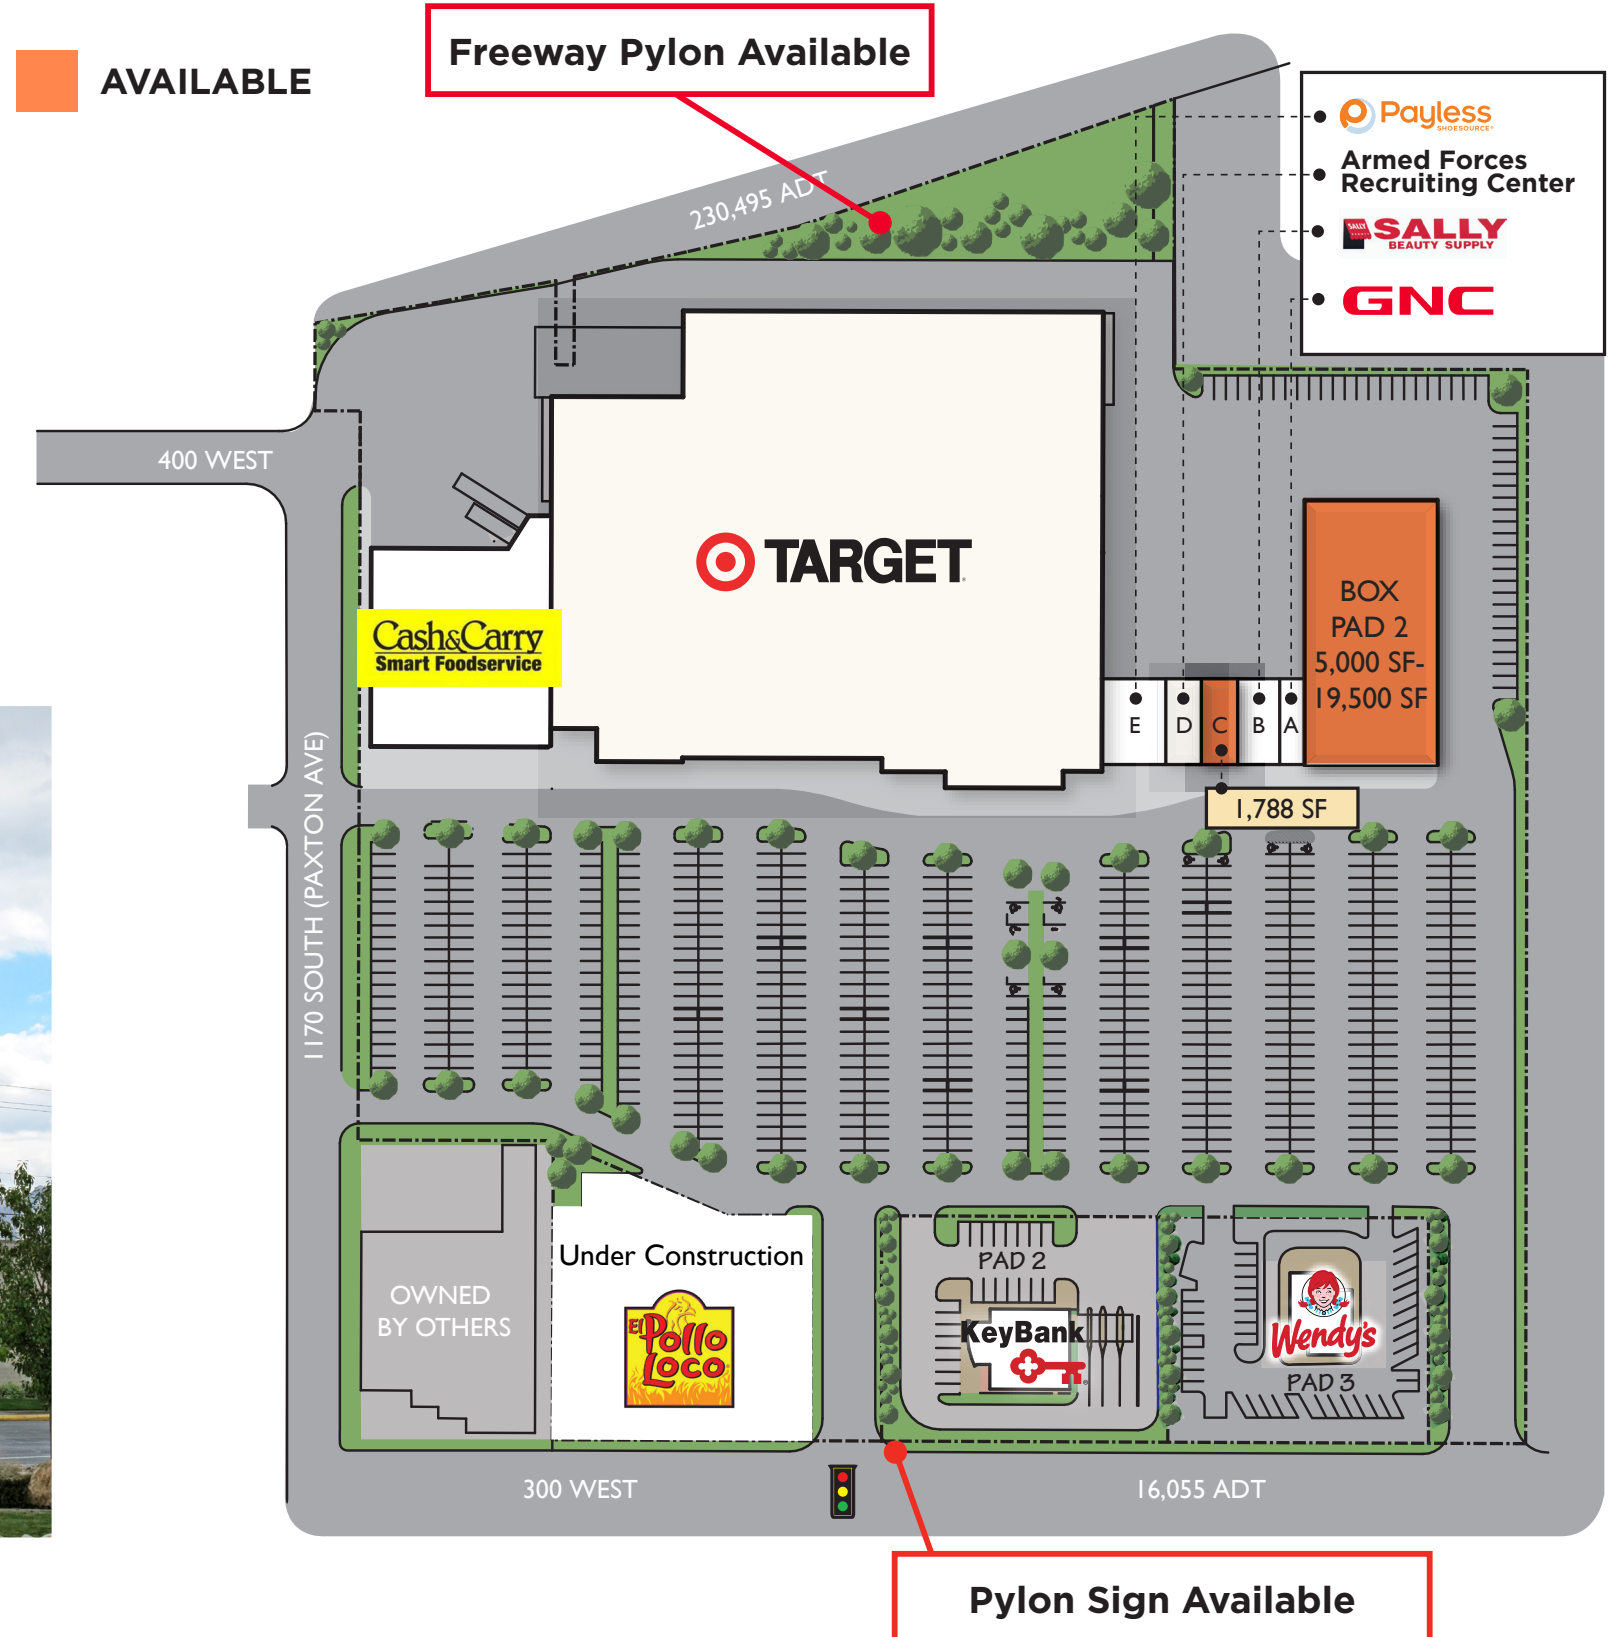 AVAILABLE
Freeway Pylon Available
230,495 ADT
Payless
SHOESOURCE
Armed Forces
Recruiting Center
SALLY
SALLY
BEAUTY SUPPLY
GNC
400 WEST
TARGET
Cash&Carry
Smart Foodservice
BOX
PAD 2
5,000 SF-
19,500 SF
E
D
C
B
A
1,788 SF
1170 SOUTH (PAXTON AVE)
OWNED
BY OTHERS
Under Construction
El Pollo
Loco
PAD 2
KeyBank
Wendy's
PAD 3
300 WEST
16,055 ADT
Pylon Sign Available